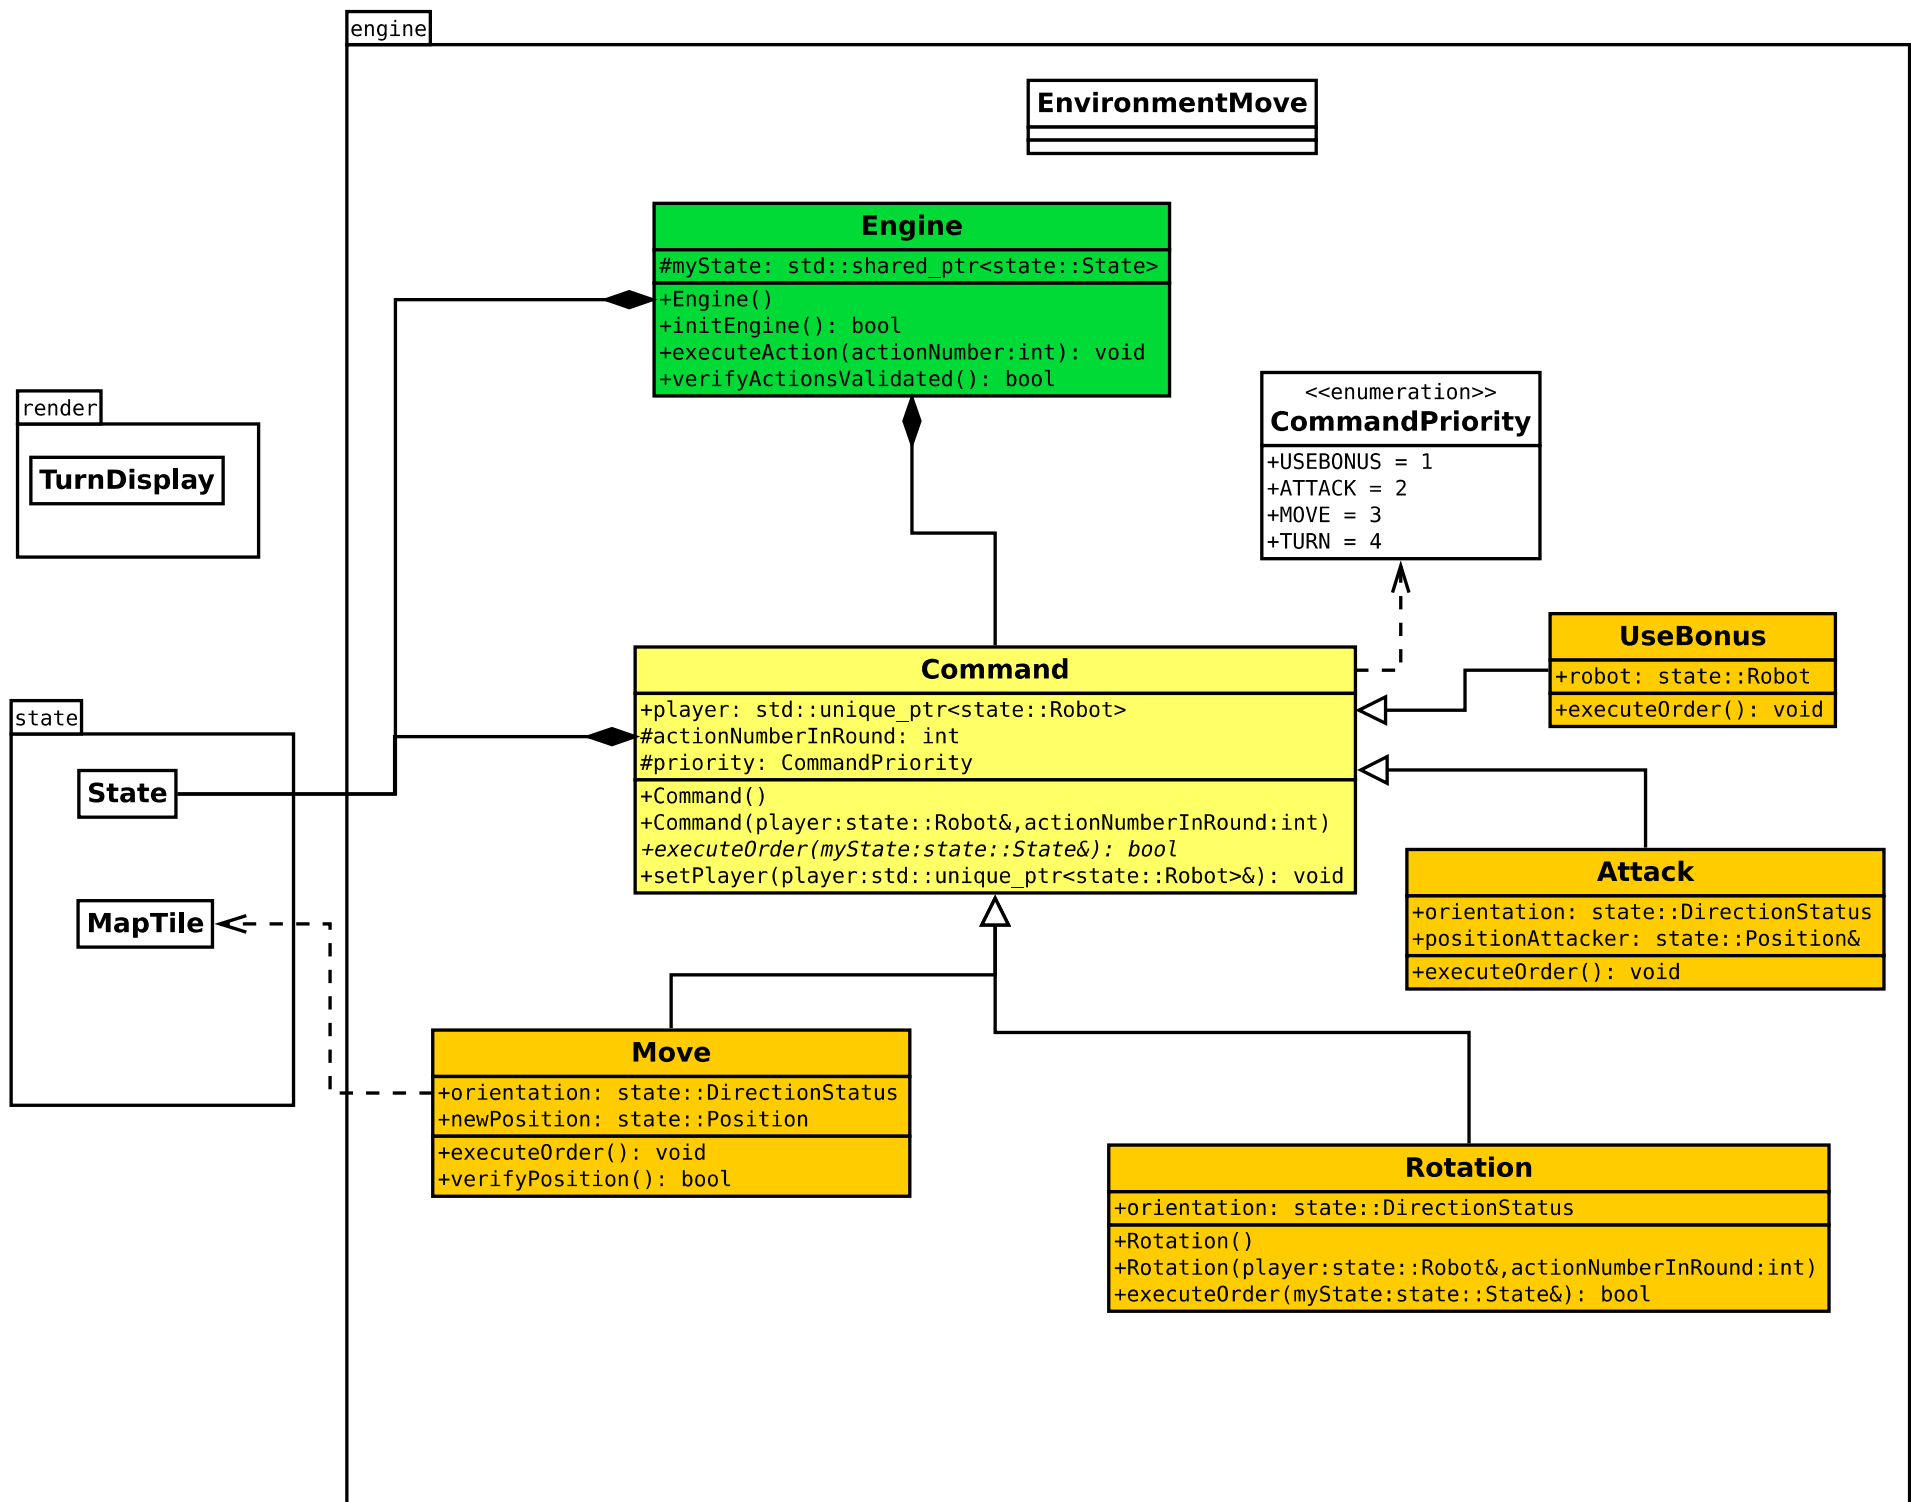 engine
EnvironmentMove
Engine
#myState: std::shared_ptr<state::State>
+Engine()
+initEngine(): bool
+executeAction(actionNumber:int): void
+verifyActionsValidated(): bool
<<enumeration>>
CommandPriority
+USEBONUS = 1
+ATTACK = 2
+MOVE = 3
+TURN = 4
render
TurnDisplay
UseBonus
+robot: state::Robot
+executeOrder(): void
Command
+player: std::unique_ptr<state::Robot>
#actionNumberInRound: int
#priority: CommandPriority
+Command()
+Command(player:state::Robot&,actionNumberInRound:int)
+executeOrder(myState:state::State&): bool
+setPlayer(player:std::unique_ptr<state::Robot>&): void
state
State
MapTile
Attack
+orientation: state::DirectionStatus
+positionAttacker: state::Position&
+executeOrder(): void
Move
+orientation: state::DirectionStatus
+newPosition: state::Position
+executeOrder(): void
+verifyPosition(): bool
Rotation
+orientation: state::DirectionStatus
+Rotation()
+Rotation(player:state::Robot&,actionNumberInRound:int)
+executeOrder(myState:state::State&): bool